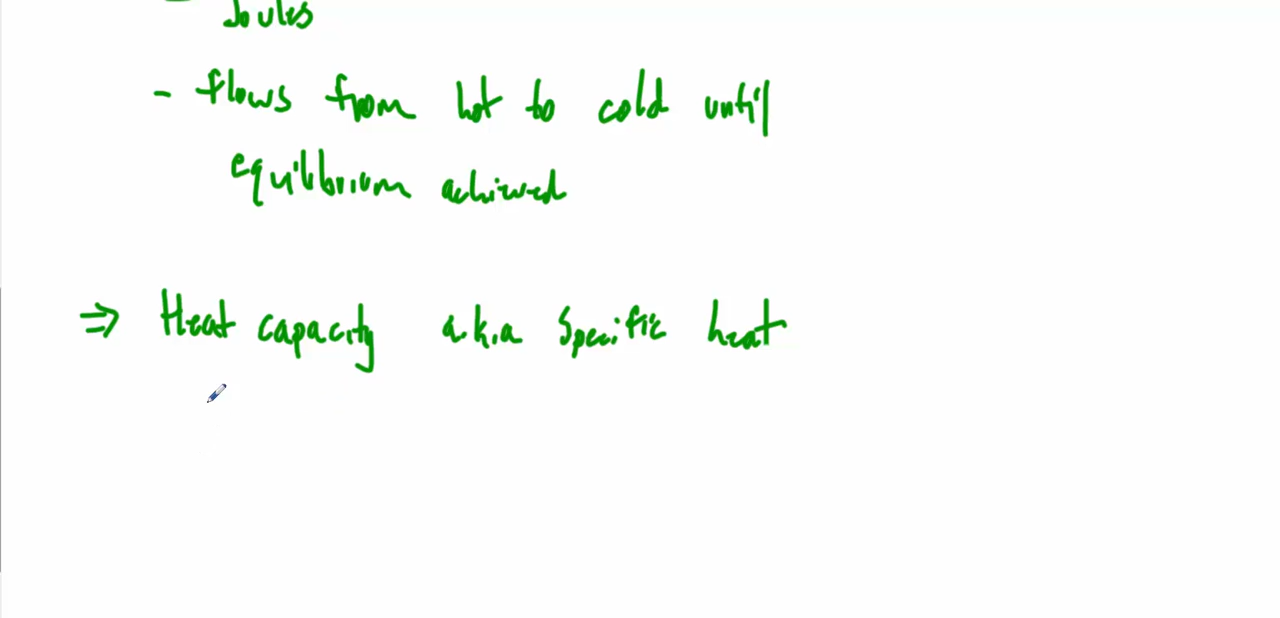 Joules
- flows from hot to cold until
equilibrium achieved
⇒ Heat capacity a.k.a specific heat